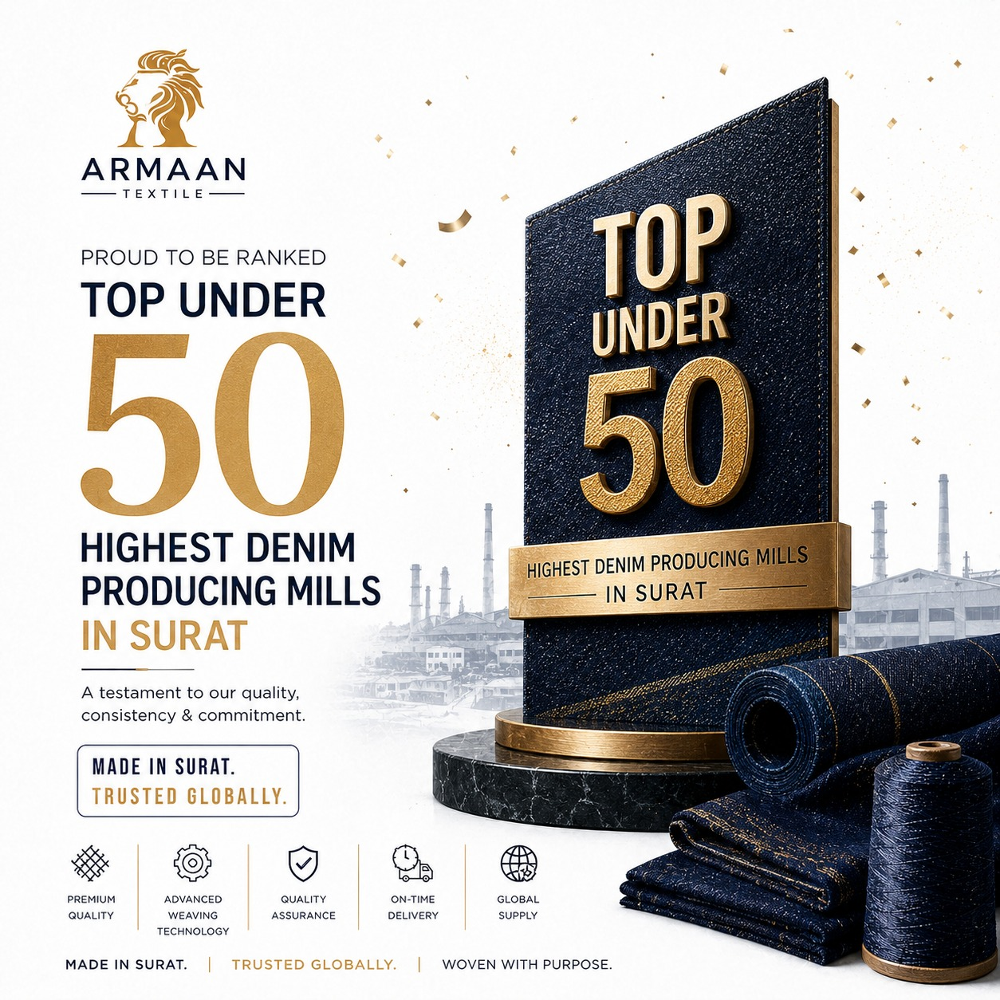 ARMAAN
TEXTILE
PROUD TO BE RANKED
TOP UNDER
50
HIGHEST DENIM
PRODUCING MILLS
IN SURAT
A testament to our quality,
consistency & commitment.
MADE IN SURAT.
TRUSTED GLOBALLY.
TOP
UNDER
50
HIGHEST DENIM PRODUCING MILLS
IN SURAT
PREMIUM
QUALITY
ADVANCED
WEAVING
TECHNOLOGY
QUALITY
ASSURANCE
ON-TIME
DELIVERY
GLOBAL
SUPPLY
MADE IN SURAT. | TRUSTED GLOBALLY. | WOVEN WITH PURPOSE.